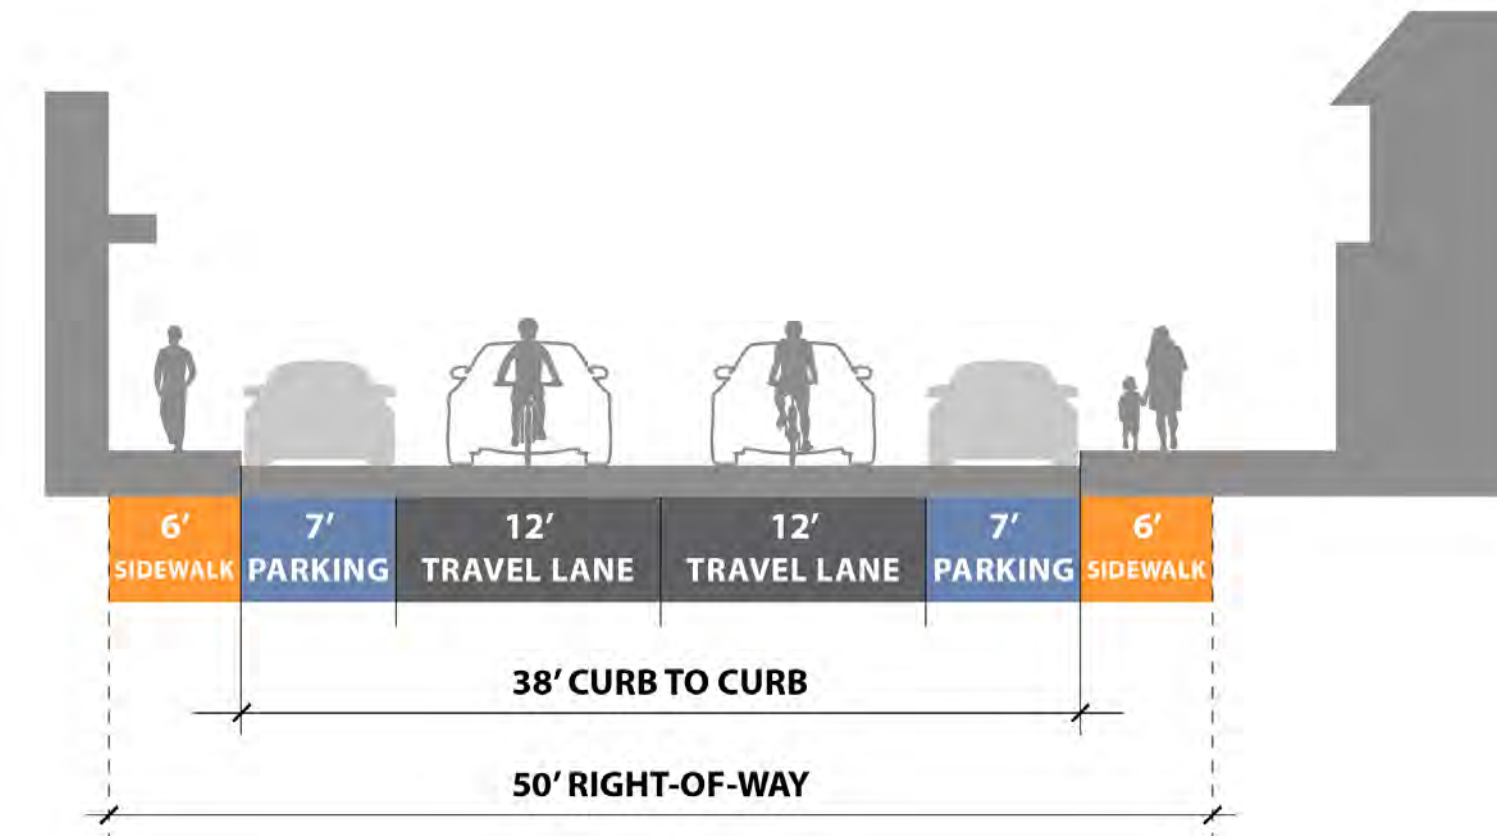 6′
SIDEWALK
7′
PARKING
12′
TRAVEL LANE
12′
TRAVEL LANE
7′
PARKING
6′
SIDEWALK
38′ CURB TO CURB
50′ RIGHT-OF-WAY